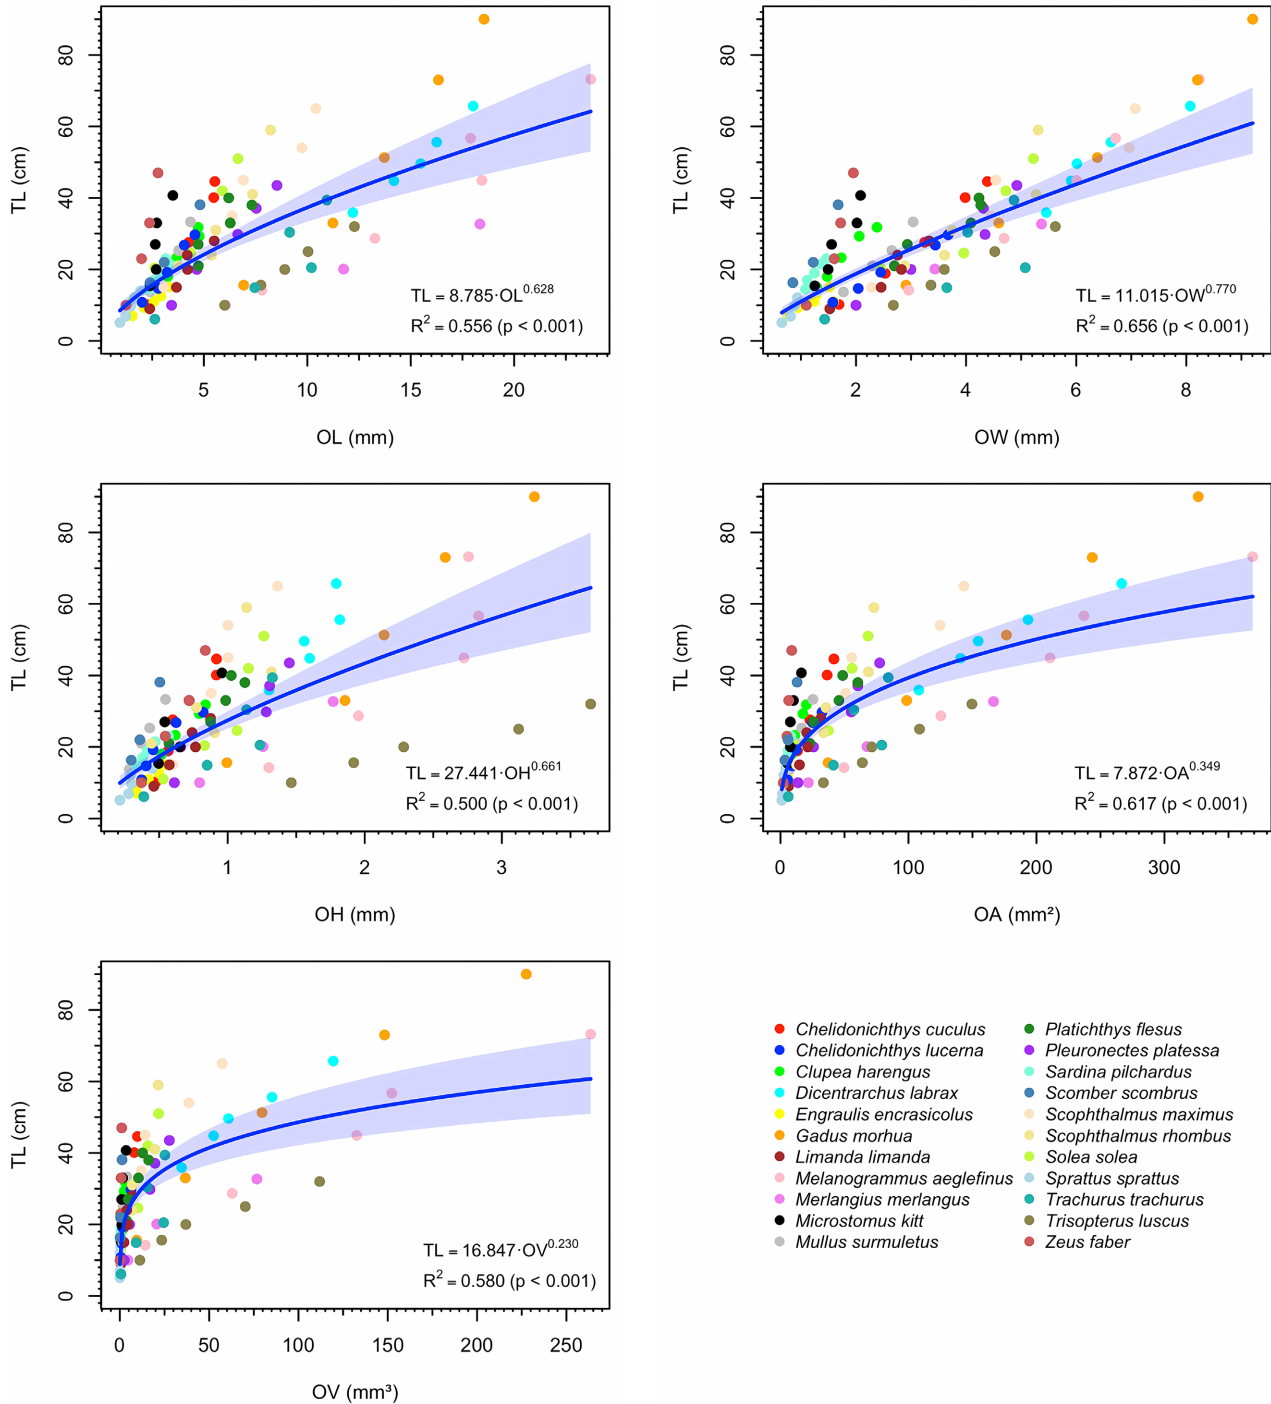 TL (cm)
80
60
40
20
0
TL = 8.785·OL^0.628
R² = 0.556 (p < 0.001)
5 10 15 20
OL (mm)
TL (cm)
80
60
40
20
0
TL = 11.015·OW^0.770
R² = 0.656 (p < 0.001)
2 4 6 8
OW (mm)
TL (cm)
80
60
40
20
0
TL = 27.441·OH^0.661
R² = 0.500 (p < 0.001)
1 2 3
OH (mm)
TL (cm)
80
60
40
20
0
TL = 7.872·OA^0.349
R² = 0.617 (p < 0.001)
0 100 200 300
OA (mm²)
TL (cm)
80
60
40
20
0
TL = 16.847·OV^0.230
R² = 0.580 (p < 0.001)
0 50 100 150 200 250
OV (mm³)
Chelidonichthys cuculus
Chelidonichthys lucerna
Clupea harengus
Dicentrarchus labrax
Engraulis encrasicolus
Gadus morhua
Limanda limanda
Melanogrammus aeglefinus
Merlangius merlangus
Microstomus kitt
Mullus surmuletus
Platichthys flesus
Pleuronectes platessa
Sardina pilchardus
Scomber scombrus
Scophthalmus maximus
Scophthalmus rhombus
Solea solea
Sprattus sprattus
Trachurus trachurus
Trisopterus luscus
Zeus faber